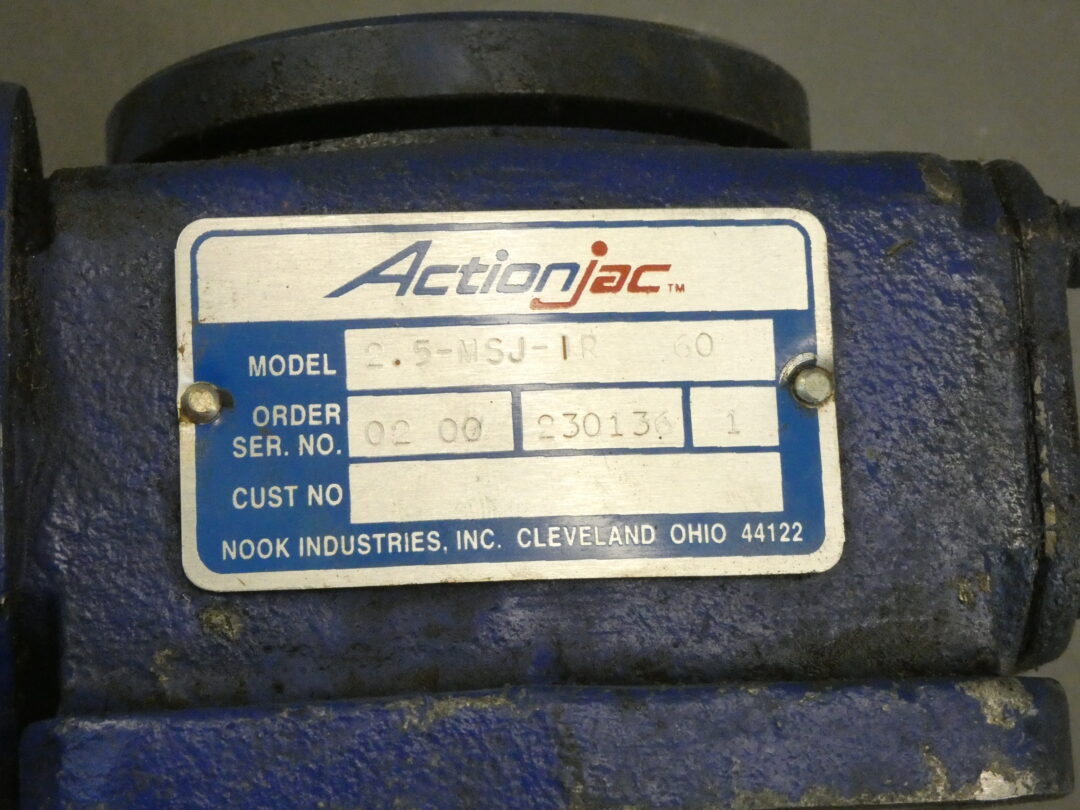 Actionjac™
MODEL 2.5-MSJ-IR 60
ORDER
SER. NO. 02 00 230136 1
CUST NO
NOOK INDUSTRIES, INC. CLEVELAND OHIO 44122